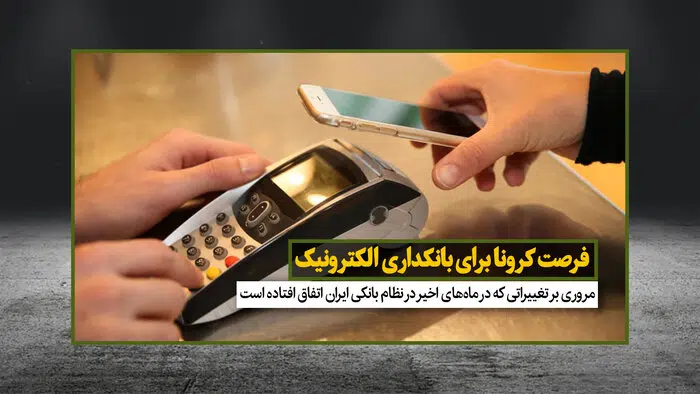 فرصت کرونا برای بانکداری الکترونیک
مروری بر تغییراتی که در ماه‌های اخیر در نظام بانکی ایران اتفاق افتاده است